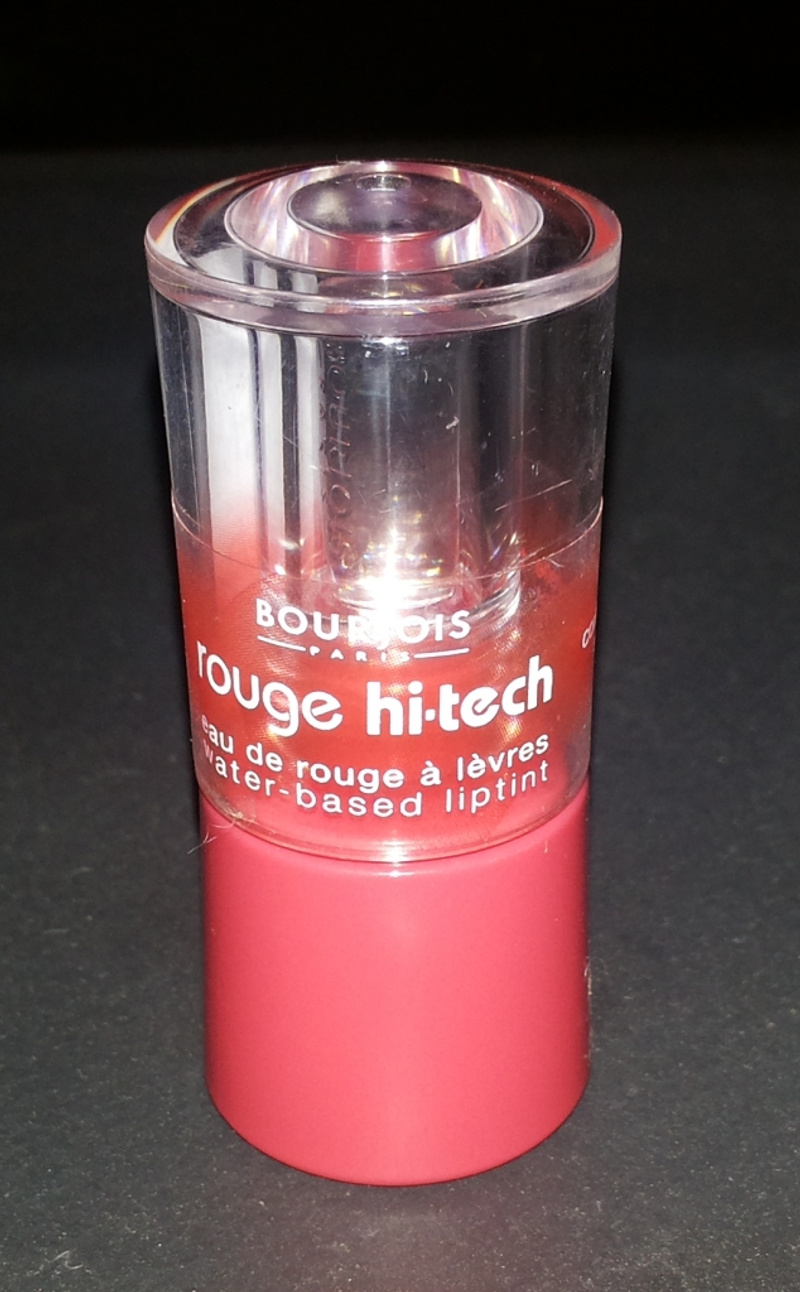 BOURJOIS
PARIS
rouge hi·tech
eau de rouge à lèvres
water-based liptint